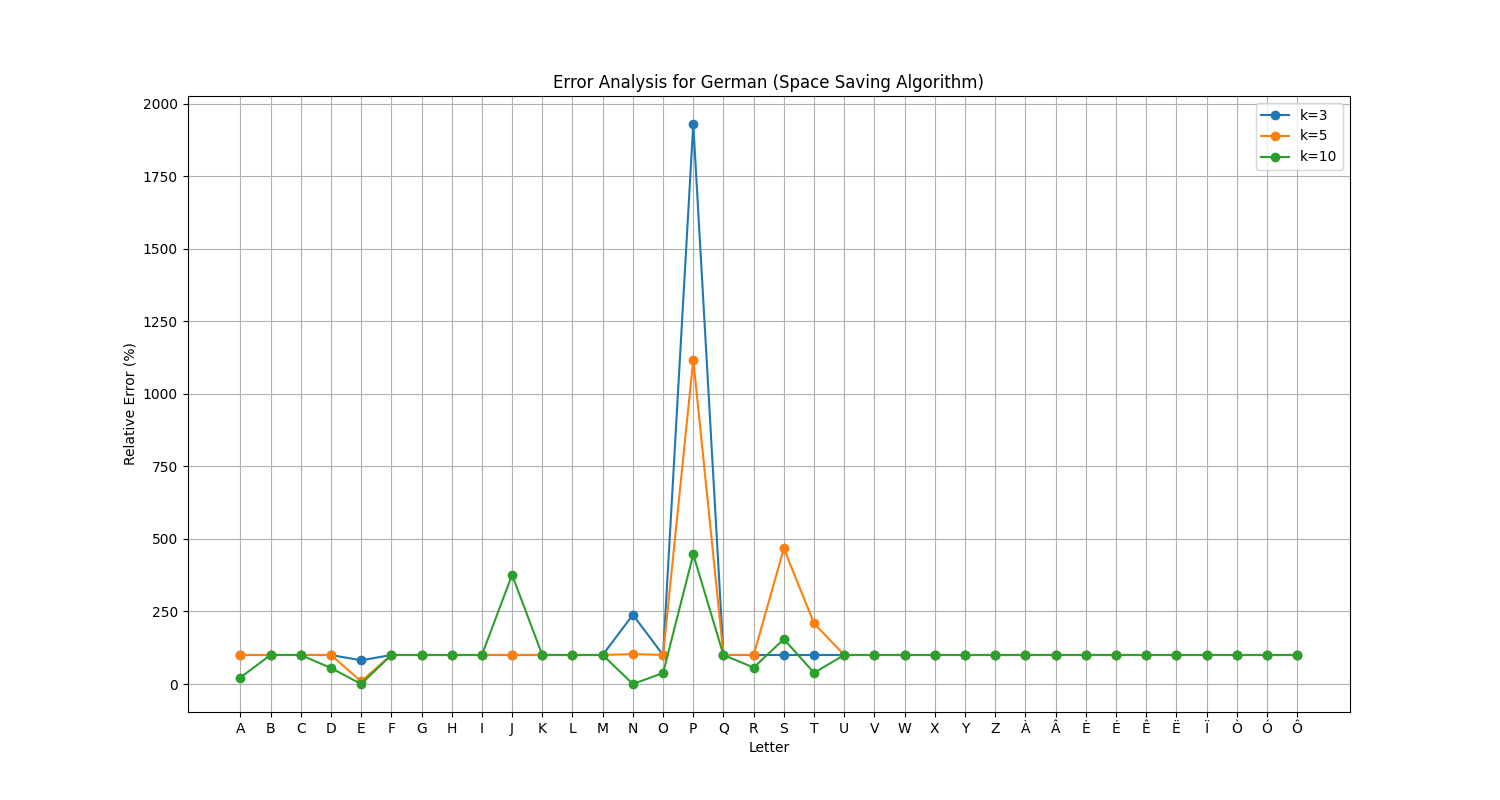 Error Analysis for German (Space Saving Algorithm)
k=3
k=5
k=10
2000
1750
1500
1250
1000
750
500
250
0
Relative Error (%)
A B C D E F G H I J K L M N O P Q R S T U V W X Y Z À Â È É Ê Ë Ï Ò Ó Ô
Letter